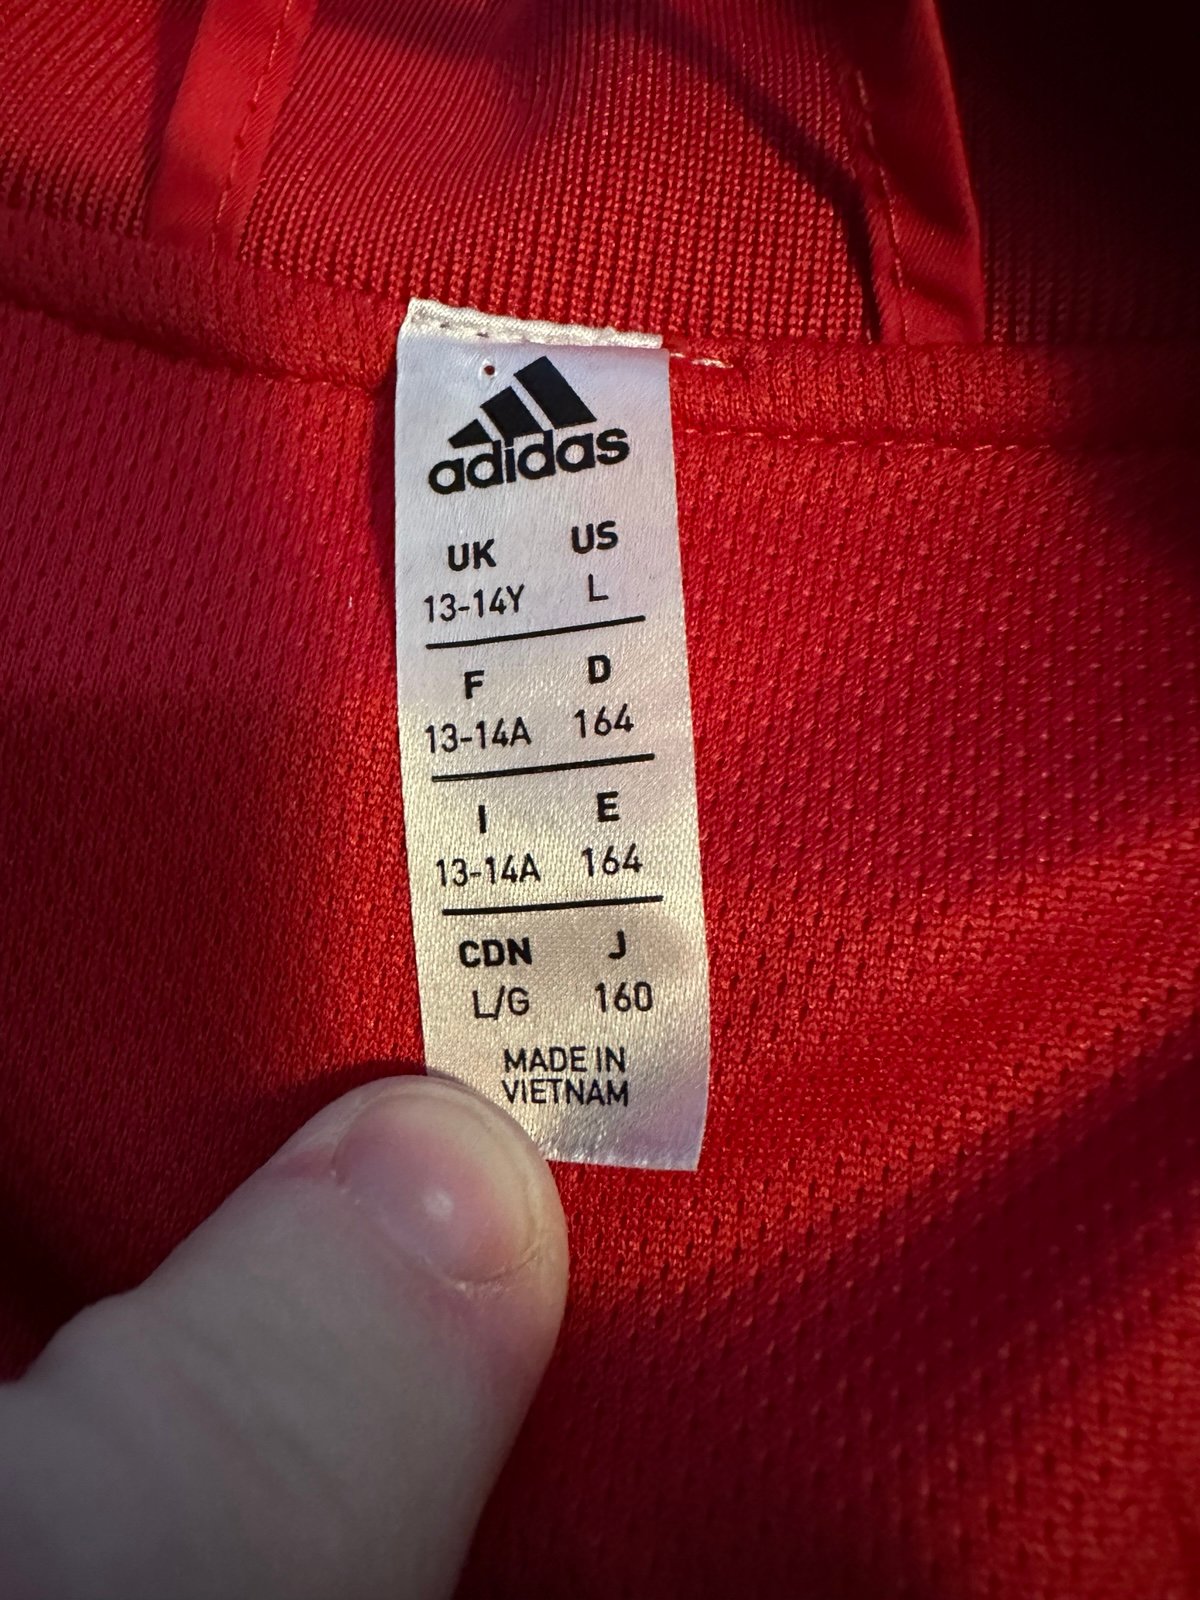 adidas
UK US
13-14Y L
F D
13-14A 164
I E
13-14A 164
CDN J
L/G 160
MADE IN
VIETNAM